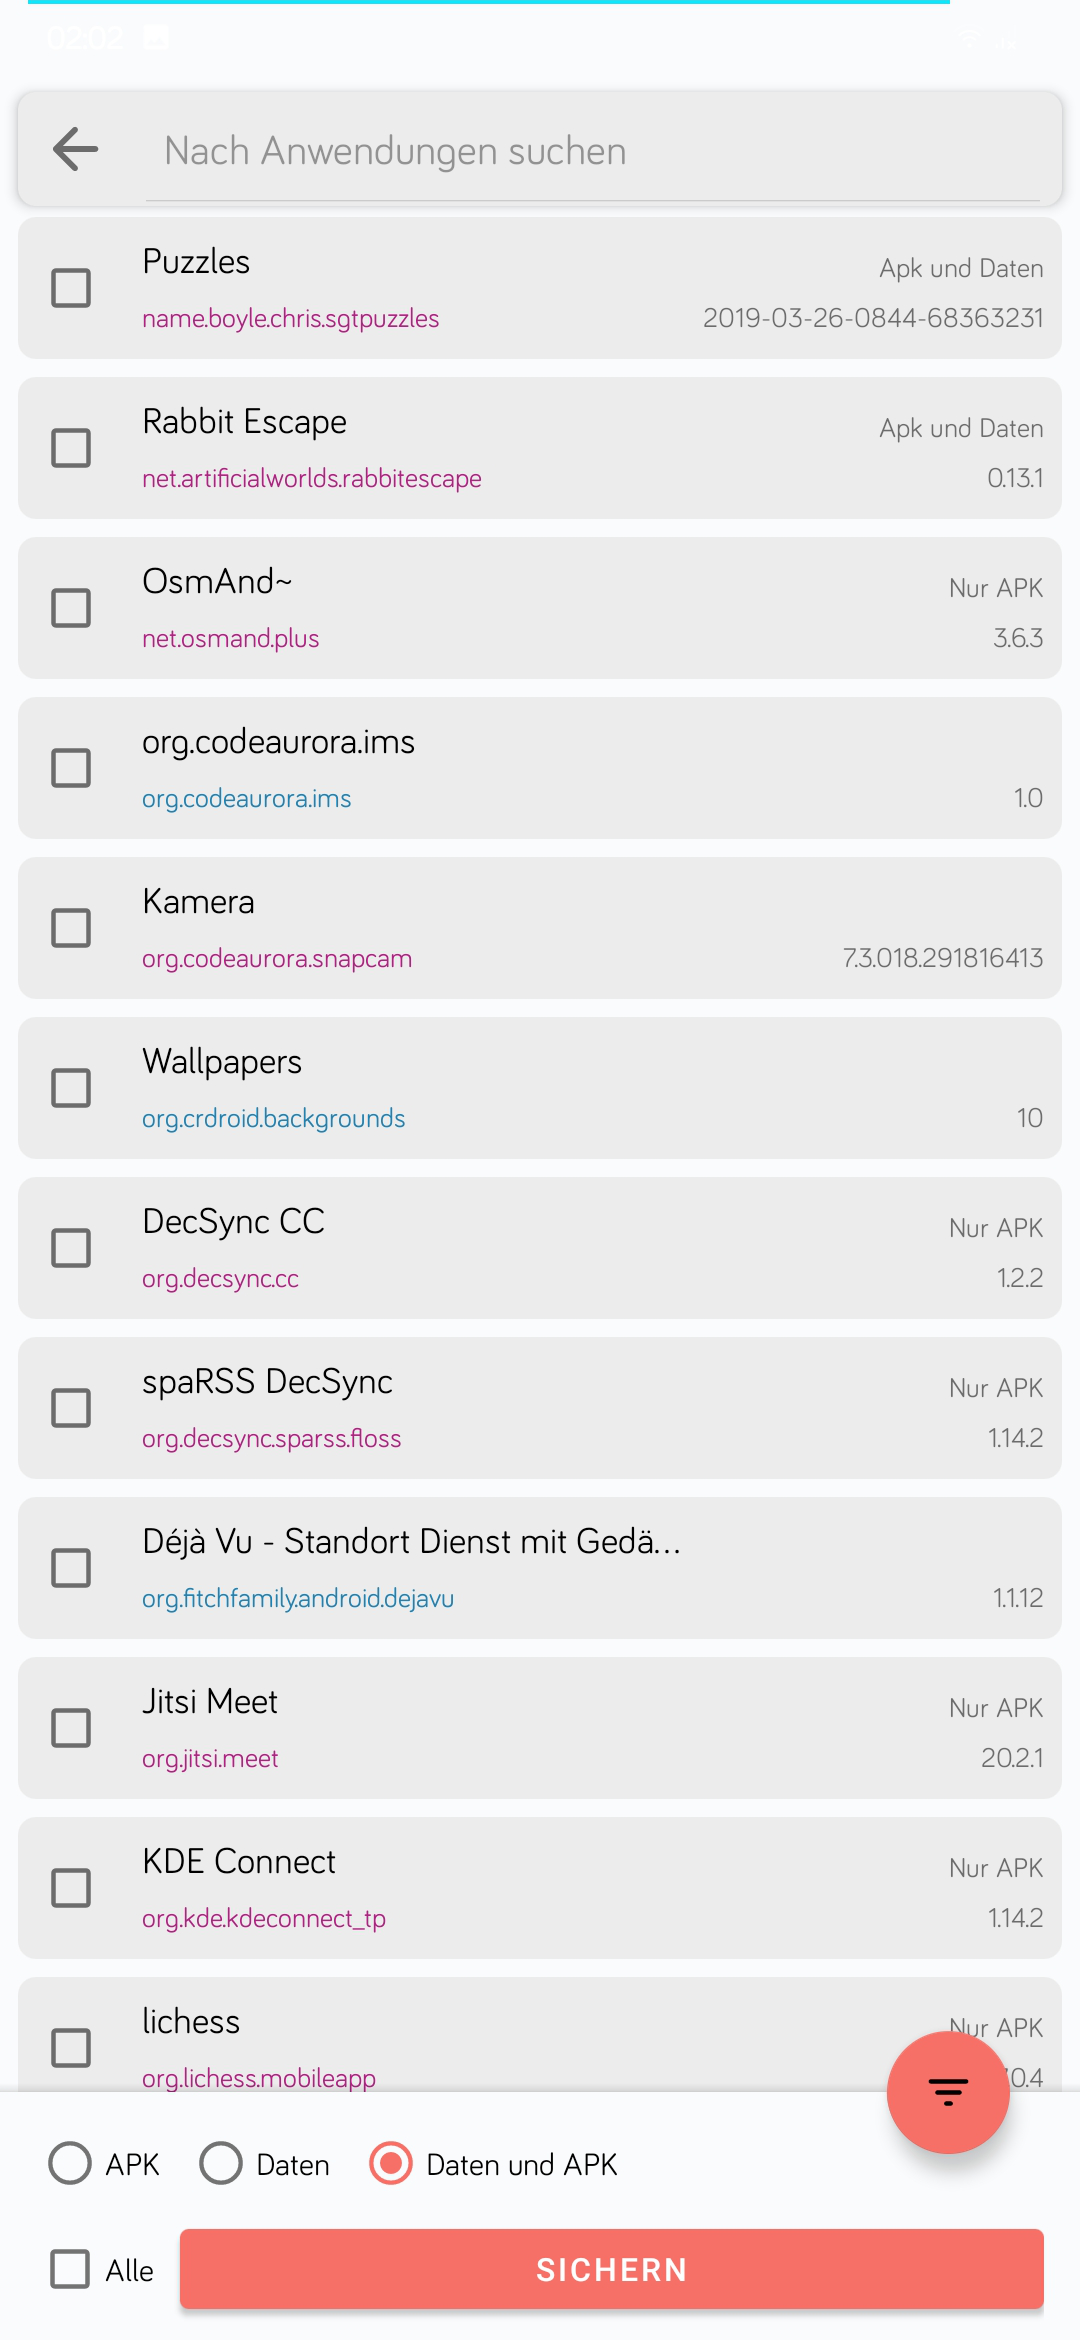 02:02
Nach Anwendungen suchen
Puzzles
Apk und Daten
name.boyle.chris.sgtpuzzles
2019-03-26-0844-68363231
Rabbit Escape
Apk und Daten
net.artificialworlds.rabbitescape
0.13.1
OsmAnd~
Nur APK
net.osmand.plus
3.6.3
org.codeaurora.ims
org.codeaurora.ims
1.0
Kamera
org.codeaurora.snapcam
7.3.018.291816413
Wallpapers
org.crdroid.backgrounds
10
DecSync CC
Nur APK
org.decsync.cc
1.2.2
spaRSS DecSync
Nur APK
org.decsync.sparss.floss
1.14.2
Déjà Vu - Standort Dienst mit Gedä...
org.fitchfamily.android.dejavu
1.1.12
Jitsi Meet
Nur APK
org.jitsi.meet
20.2.1
KDE Connect
Nur APK
org.kde.kdeconnect_tp
1.14.2
lichess
Nur APK
org.lichess.mobileapp
APK
Daten
Daten und APK
Alle
SICHERN